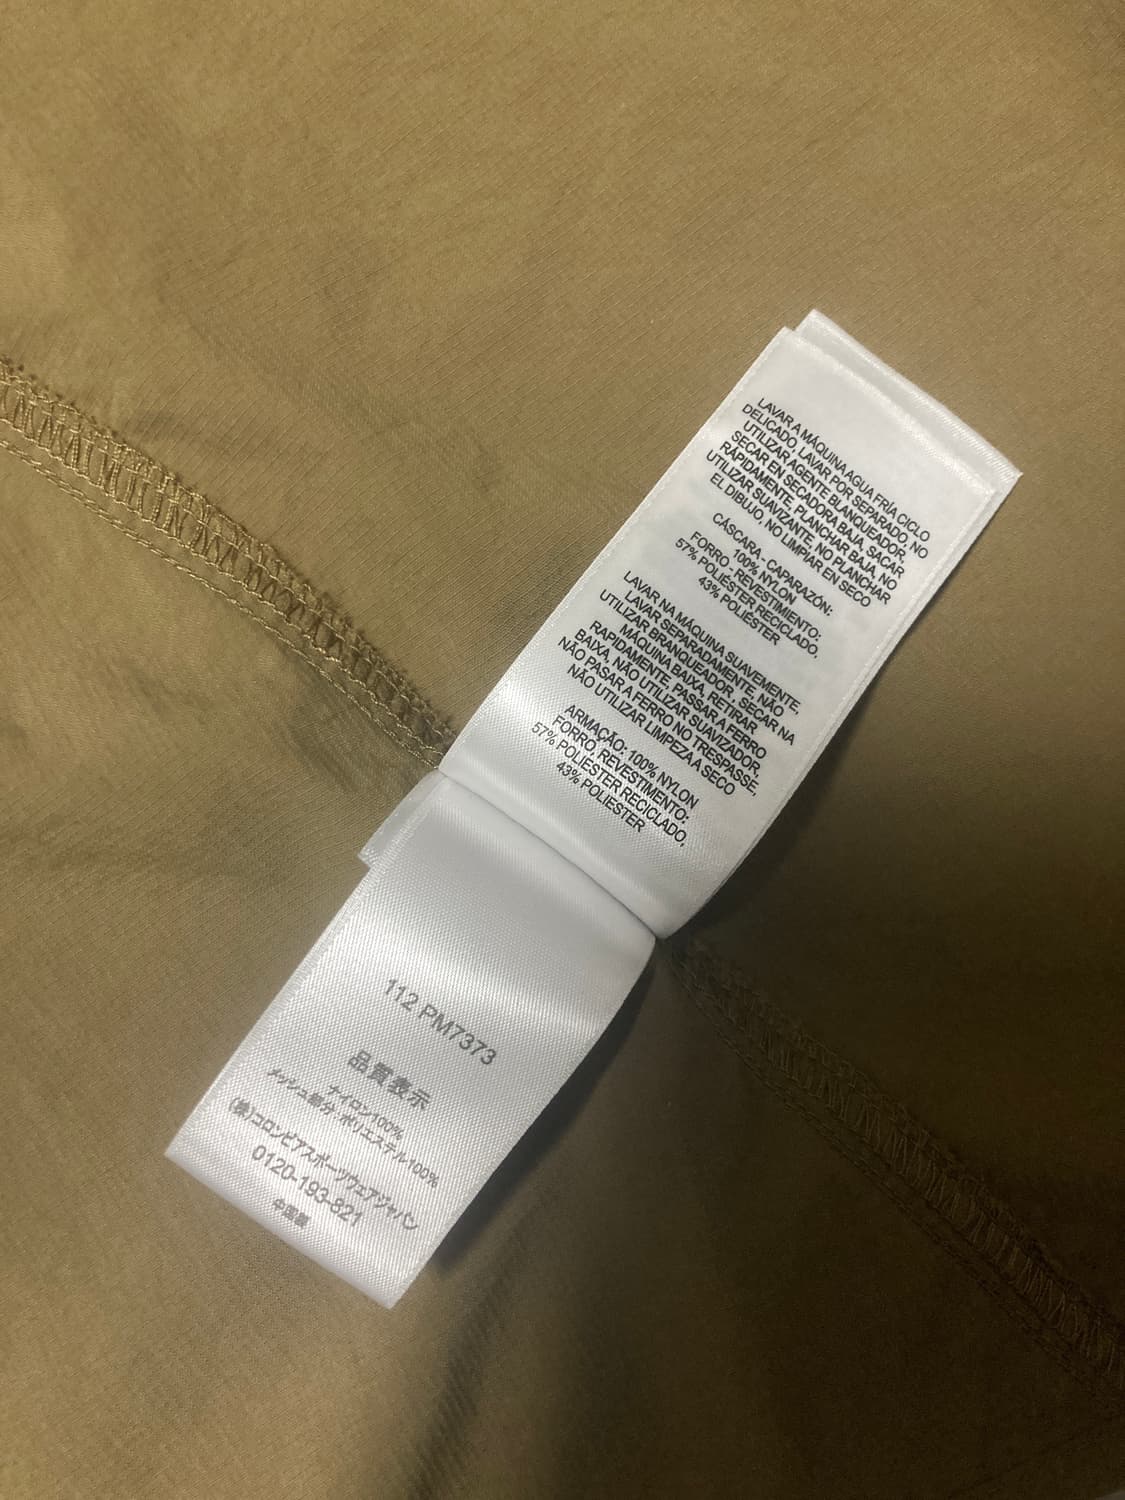 LAVAR A MÁQUINA AGUA FRÍA CICLO
DELICADO, LAVAR POR SEPARADO, NO
UTILIZAR AGENTE BLANQUEADOR,
SECAR EN SECADORA BAJA, SACAR
RÁPIDAMENTE, PLANCHAR BAJA, NO
UTILIZAR SUAVIZANTE, NO PLANCHAR
EL DIBUJO, NO LIMPIAR EN SECO
CÁSCARA - CAPARAZÓN:
100% NYLON
FORRO - REVESTIMIENTO:
57% POLIÉSTER RECICLADO,
43% POLIÉSTER
LAVAR NA MÁQUINA SUAVEMENTE,
LAVAR SEPARADAMENTE, NÃO
UTILIZAR BRANQUEADOR, SECAR NA
MÁQUINA BAIXA, RETIRAR
RAPIDAMENTE, PASSAR A FERRO
BAIXA, NÃO UTILIZAR SUAVIZADOR,
NÃO PASAR A FERRO NO TRESPASSE,
NÃO UTILIZAR LIMPEZA A SECO
ARMAÇÃO: 100% NYLON
FORRO, REVESTIMENTO:
57% POLIESTER RECICLADO,
43% POLIESTER
112 PM7373
品質表示
ナイロン100%
メッシュ部分 ポリエステル100%
(株)コロンビアスポーツウェアジャパン
0120-193-821
中国製